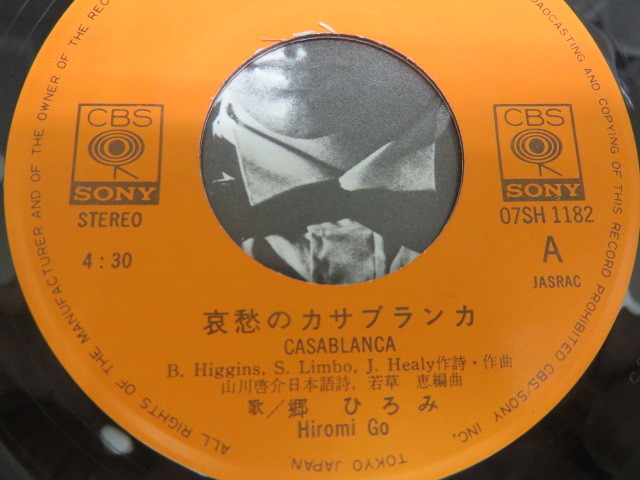 ALL RIGHTS OF THE MANUFACTURER AND OF THE OWNER OF THE RE
BROADCASTING AND COPYING OF THIS RECORD PROHIBITED CBS/SONY INC.
TOKYO JAPAN
CBS
SONY
STEREO
4:30
CBS
SONY
07SH 1182
A
JASRAC
哀愁のカサブランカ
CASABLANCA
B. Higgins, S. Limbo, J. Healy作詩・作曲
山川啓介日本語詩, 若草 恵編曲
歌/郷 ひろみ
Hiromi Go